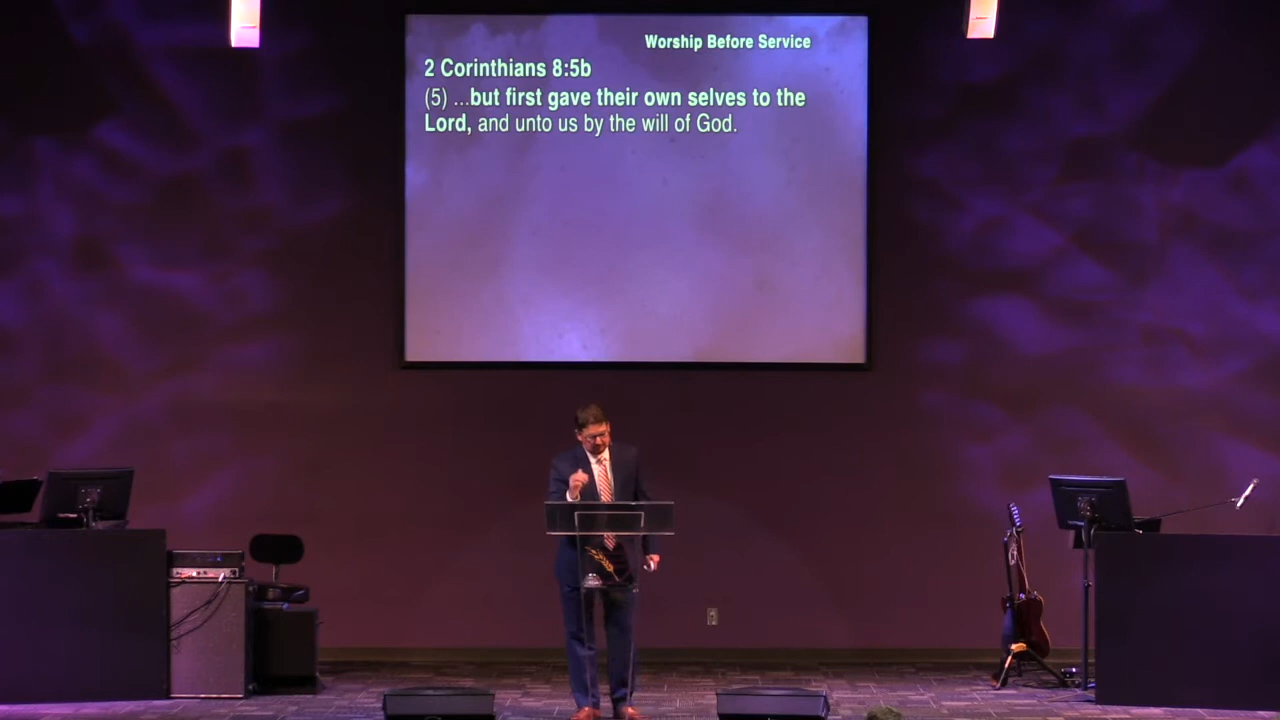 Worship Before Service
2 Corinthians 8:5b
(5) ...but first gave their own selves to the
Lord, and unto us by the will of God.